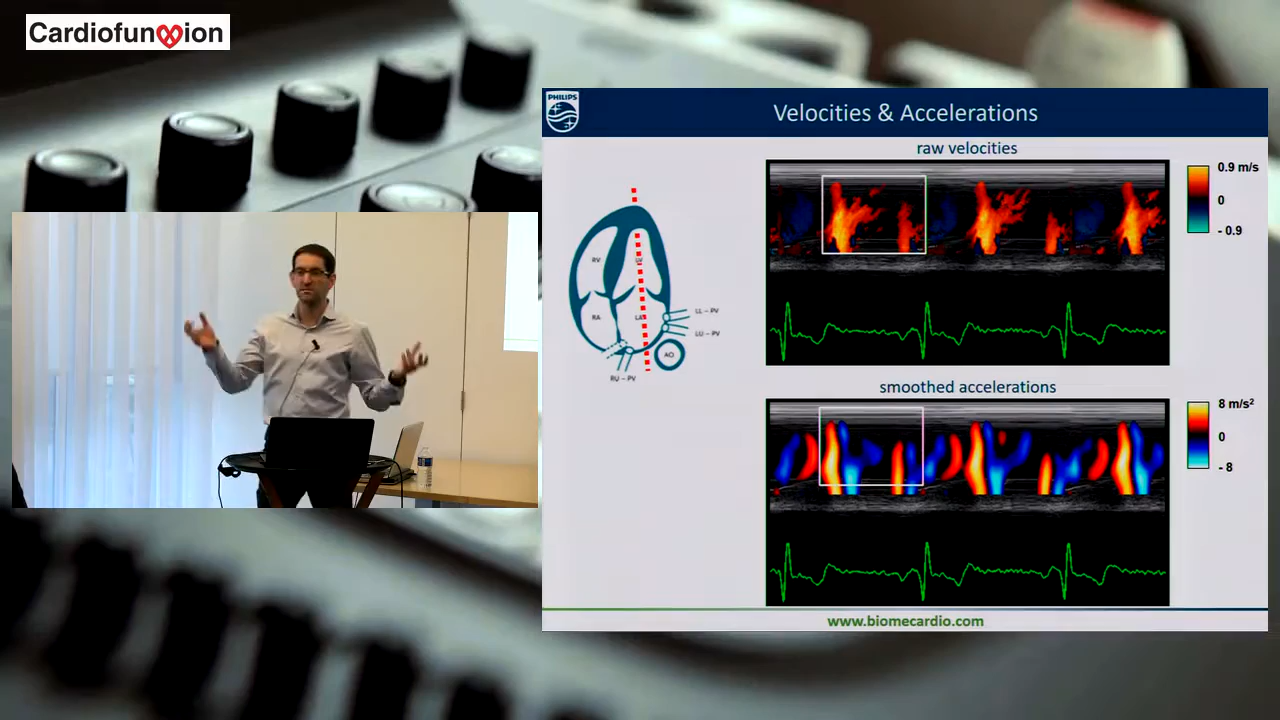 Cardiofunxion
PHILIPS
Velocities & Accelerations
raw velocities
0.9 m/s
0
- 0.9
RV
LV
RA
LA
LL – PV
LU – PV
AO
RU – PV
smoothed accelerations
8 m/s²
0
- 8
www.biomecardio.com